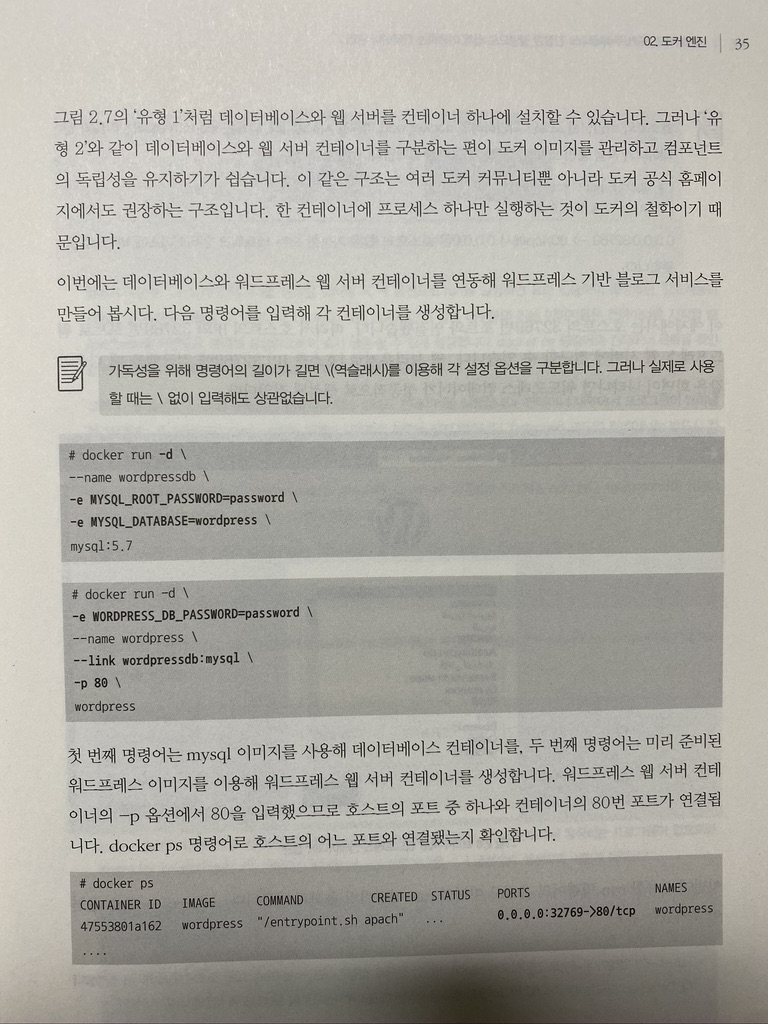 02. 도커 엔진 | 35
그림 2.7의 ‘유형 1’처럼 데이터베이스와 웹 서버를 컨테이너 하나에 설치할 수 있습니다. 그러나 ‘유
형 2’와 같이 데이터베이스와 웹 서버 컨테이너를 구분하는 편이 도커 이미지를 관리하고 컴포넌트
의 독립성을 유지하기가 쉽습니다. 이 같은 구조는 여러 도커 커뮤니티뿐 아니라 도커 공식 홈페이
지에서도 권장하는 구조입니다. 한 컨테이너에 프로세스 하나만 실행하는 것이 도커의 철학이기 때
문입니다.
이번에는 데이터베이스와 워드프레스 웹 서버 컨테이너를 연동해 워드프레스 기반 블로그 서비스를
만들어 봅시다. 다음 명령어를 입력해 각 컨테이너를 생성합니다.
가독성을 위해 명령어의 길이가 길면 \(역슬래시)를 이용해 각 설정 옵션을 구분합니다. 그러나 실제로 사용
할 때는 \ 없이 입력해도 상관없습니다.
# docker run -d \
--name wordpressdb \
-e MYSQL_ROOT_PASSWORD=password \
-e MYSQL_DATABASE=wordpress \
mysql:5.7
# docker run -d \
-e WORDPRESS_DB_PASSWORD=password \
--name wordpress \
--link wordpressdb:mysql \
-p 80 \
wordpress
첫 번째 명령어는 mysql 이미지를 사용해 데이터베이스 컨테이너를, 두 번째 명령어는 미리 준비된
워드프레스 이미지를 이용해 워드프레스 웹 서버 컨테이너를 생성합니다. 워드프레스 웹 서버 컨테
이너의 –p 옵션에서 80을 입력했으므로 호스트의 포트 중 하나와 컨테이너의 80번 포트가 연결됩
니다. docker ps 명령어로 호스트의 어느 포트와 연결됐는지 확인합니다.
# docker ps
CONTAINER ID IMAGE COMMAND CREATED STATUS PORTS NAMES
47553801a162 wordpress "/entrypoint.sh apach" ... 0.0.0.0:32769->80/tcp wordpress
....